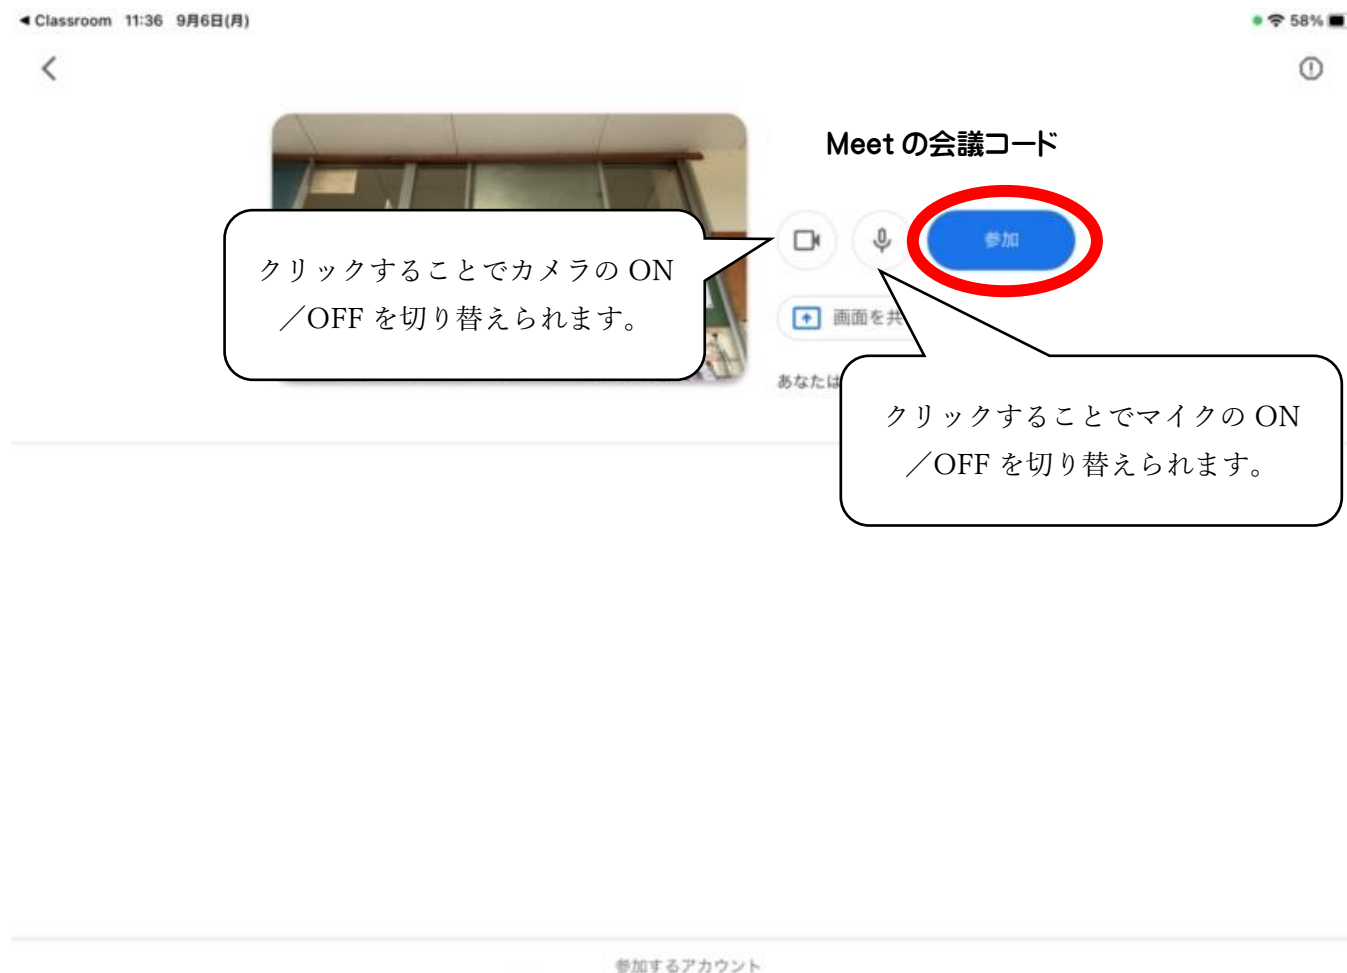 ◀ Classroom 11:36 9月6日(月)
58%
Meet の会議コード
参加
クリックすることでカメラの ON
／OFF を切り替えられます。
画面を共
あなたは
クリックすることでマイクの ON
／OFF を切り替えられます。
参加するアカウント